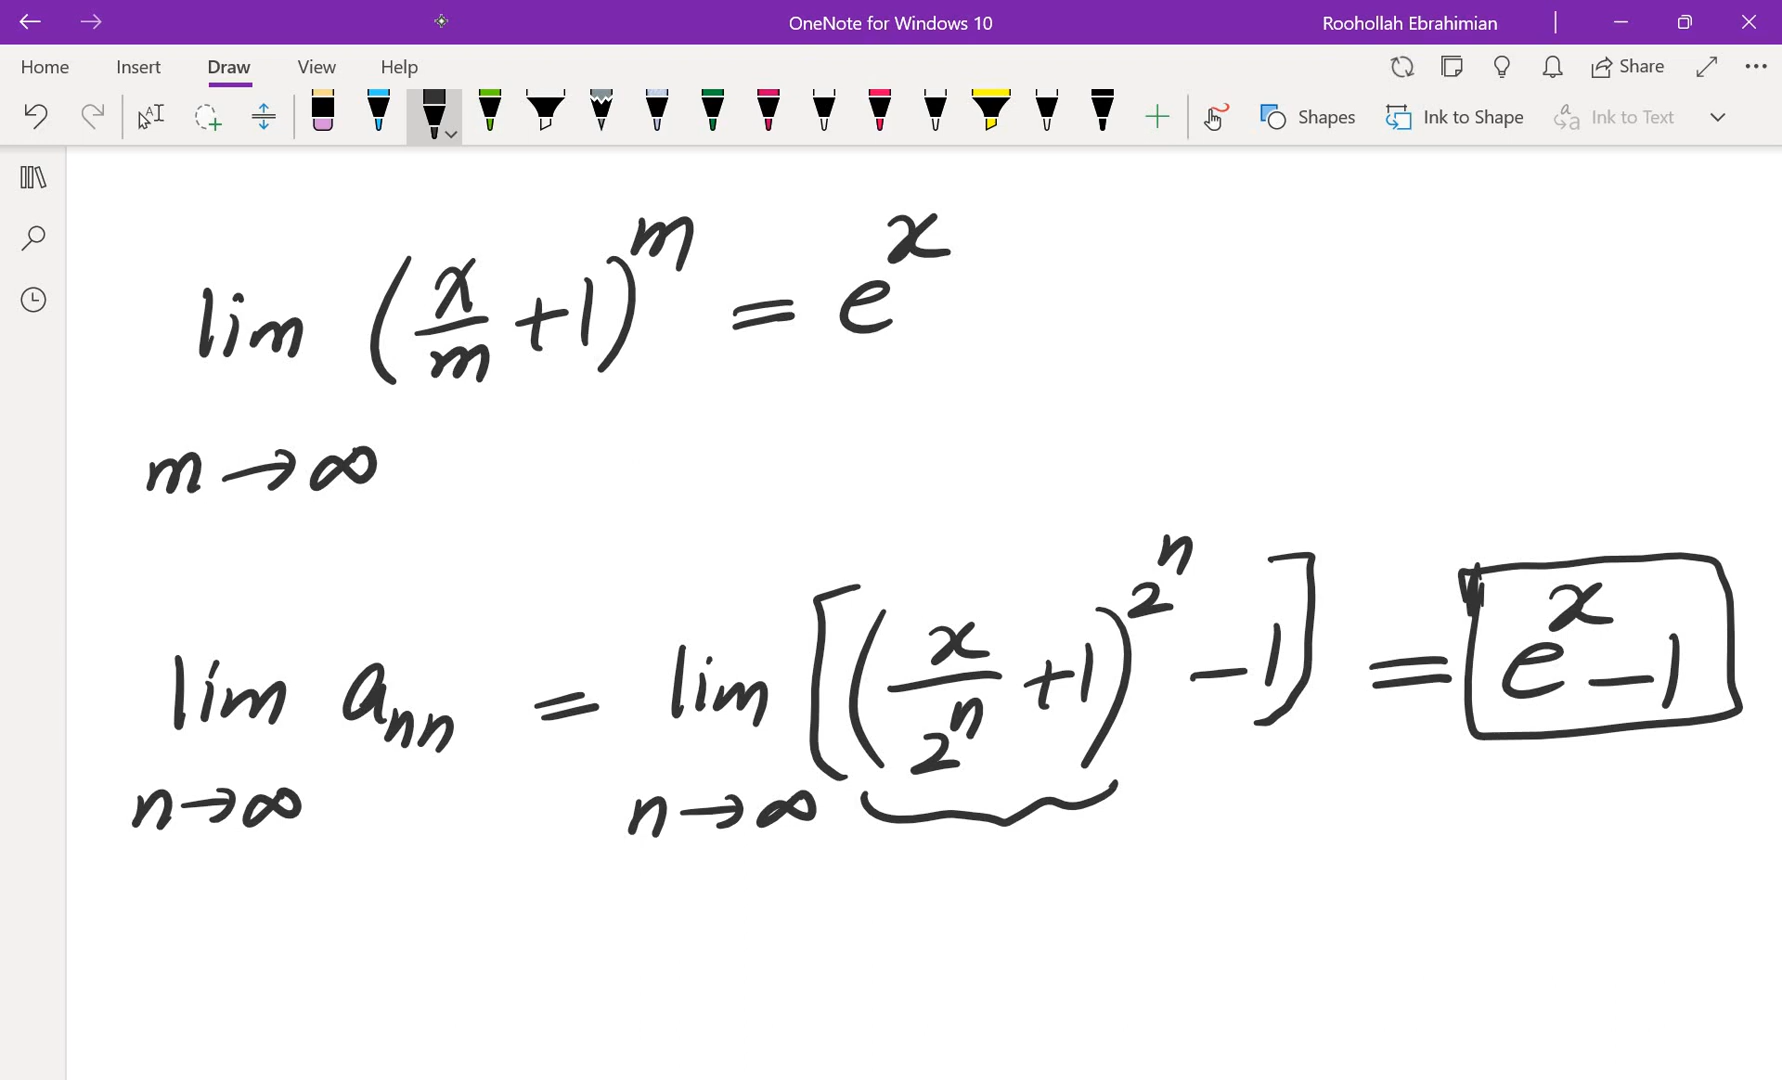 OneNote for Windows 10
Roohollah Ebrahimian
Home Insert Draw View Help
Share
Shapes Ink to Shape Ink to Text
lim (x/m + 1)^m = e^x
m → ∞
lim a_nn = lim [(x/2^n + 1)^2^n − 1] = e^x − 1
n → ∞ n → ∞